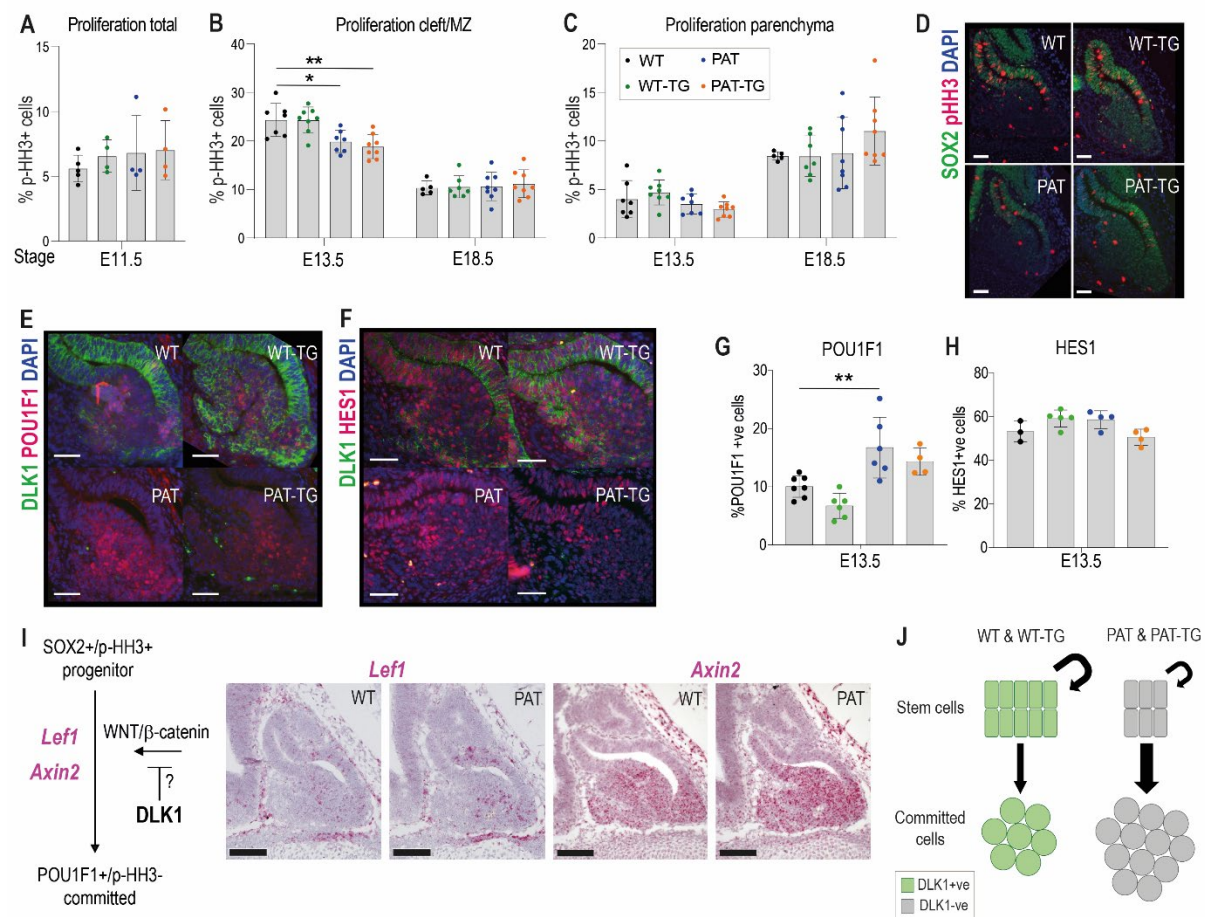 A Proliferation total
% p-HH3+ cells
15
10
5
0
Stage E11.5
B Proliferation cleft/MZ
% p-HH3+ cells
40
30
20
10
0
**
*
E13.5 E18.5
C Proliferation parenchyma
% p-HH3+ cells
20
15
10
5
0
WT PAT
WT-TG PAT-TG
E13.5 E18.5
D
SOX2 pHH3 DAPI
WT WT-TG
PAT PAT-TG
E
DLK1 POU1F1 DAPI
WT WT-TG
PAT PAT-TG
F
DLK1 HES1 DAPI
WT WT-TG
PAT PAT-TG
G POU1F1
%POU1F1 +ve cells
30
20
10
0
**
E13.5
H HES1
% HES1+ve cells
80
60
40
20
0
E13.5
I
SOX2+/p-HH3+
progenitor
Lef1
Axin2
WNT/β-catenin
?
DLK1
POU1F1+/p-HH3-
committed
Lef1 Axin2
WT PAT WT PAT
J WT & WT-TG PAT & PAT-TG
Stem cells
Committed
cells
DLK1+ve
DLK1-ve